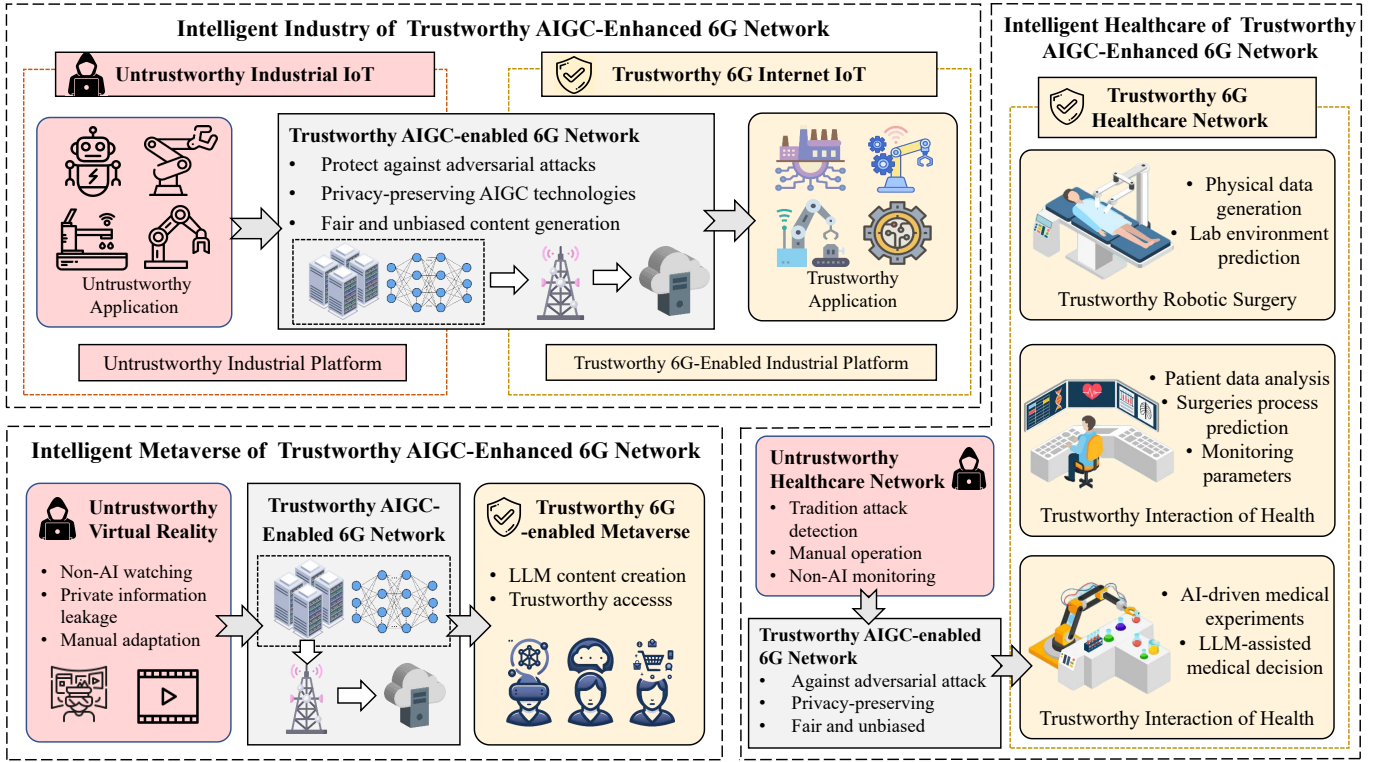 Intelligent Industry of Trustworthy AIGC-Enhanced 6G Network
Untrustworthy Industrial IoT
Trustworthy 6G Internet IoT
Untrustworthy
Application
Trustworthy AIGC-enabled 6G Network
• Protect against adversarial attacks
• Privacy-preserving AIGC technologies
• Fair and unbiased content generation
Trustworthy
Application
Untrustworthy Industrial Platform
Trustworthy 6G-Enabled Industrial Platform
Intelligent Metaverse of Trustworthy AIGC-Enhanced 6G Network
Untrustworthy
Virtual Reality
• Non-AI watching
• Private information
leakage
• Manual adaptation
Trustworthy AIGC-
Enabled 6G Network
Trustworthy 6G
-enabled Metaverse
• LLM content creation
• Trustworthy accesss
Intelligent Healthcare of Trustworthy
AIGC-Enhanced 6G Network
Untrustworthy
Healthcare Network
• Tradition attack
detection
• Manual operation
• Non-AI monitoring
Trustworthy AIGC-enabled
6G Network
• Against adversarial attack
• Privacy-preserving
• Fair and unbiased
Trustworthy 6G
Healthcare Network
• Physical data
generation
• Lab environment
prediction
Trustworthy Robotic Surgery
• Patient data analysis
• Surgeries process
prediction
• Monitoring
parameters
Trustworthy Interaction of Health
• AI-driven medical
experiments
• LLM-assisted
medical decision
Trustworthy Interaction of Health